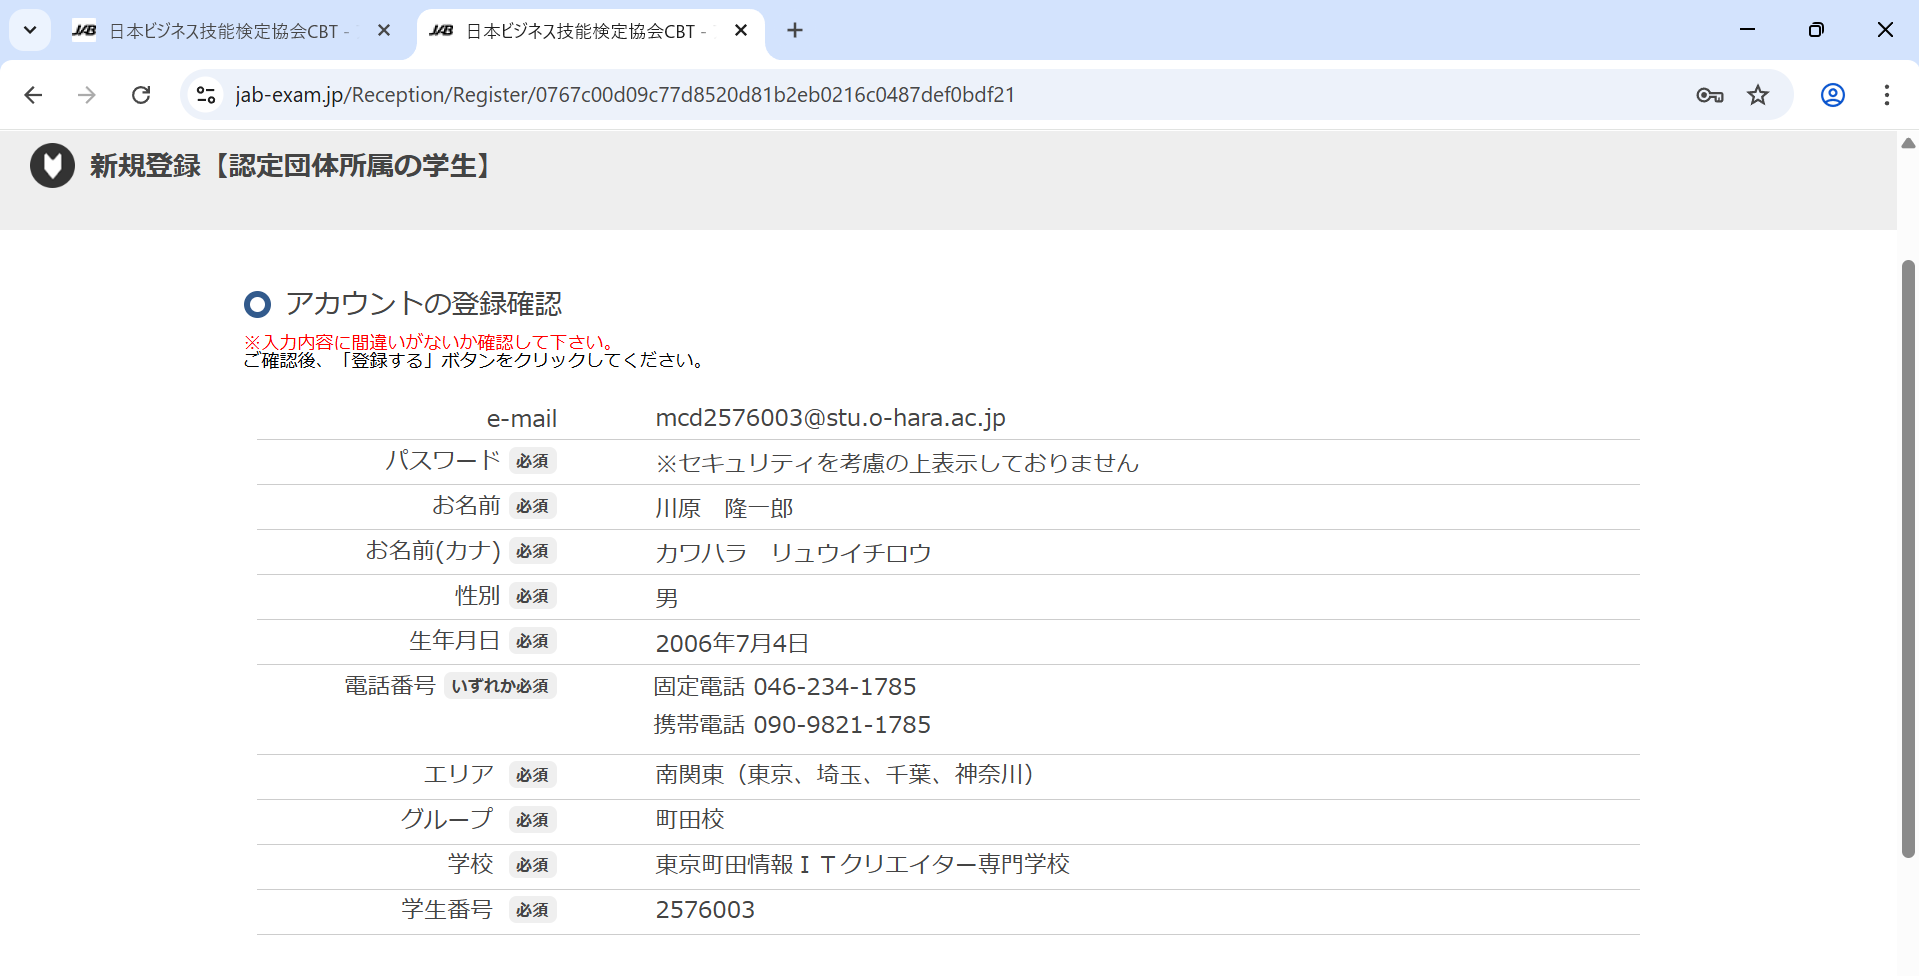 日本ビジネス技能検定協会CBT -
日本ビジネス技能検定協会CBT -
jab-exam.jp/Reception/Register/0767c00d09c77d8520d81b2eb0216c0487def0bdf21
新規登録【認定団体所属の学生】
アカウントの登録確認
※入力内容に間違いがないか確認して下さい。
ご確認後、「登録する」ボタンをクリックしてください。
e-mail mcd2576003@stu.o-hara.ac.jp
パスワード 必須 ※セキュリティを考慮の上表示しておりません
お名前 必須 川原　隆一郎
お名前(カナ) 必須 カワハラ　リュウイチロウ
性別 必須 男
生年月日 必須 2006年7月4日
電話番号 いずれか必須 固定電話 046-234-1785
携帯電話 090-9821-1785
エリア 必須 南関東（東京、埼玉、千葉、神奈川）
グループ 必須 町田校
学校 必須 東京町田情報ＩＴクリエイター専門学校
学生番号 必須 2576003